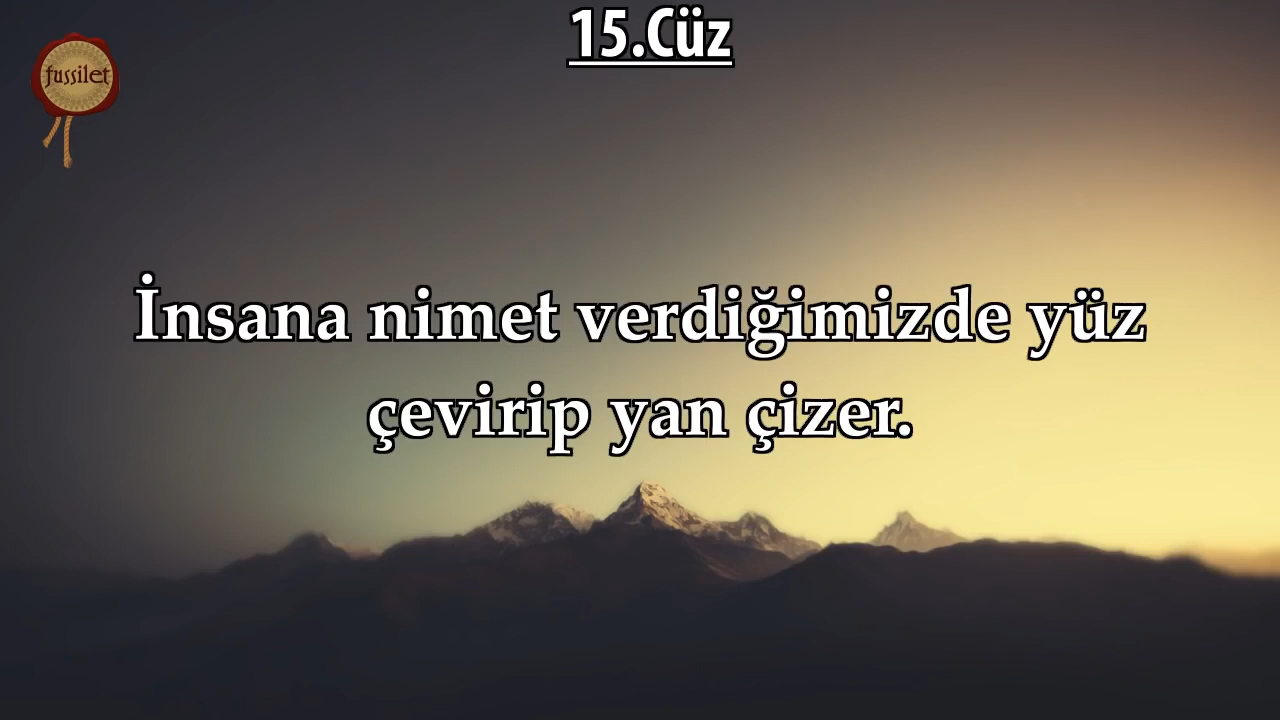 15.Cüz
fussilet
İnsana nimet verdiğimizde yüz
çevirip yan çizer.